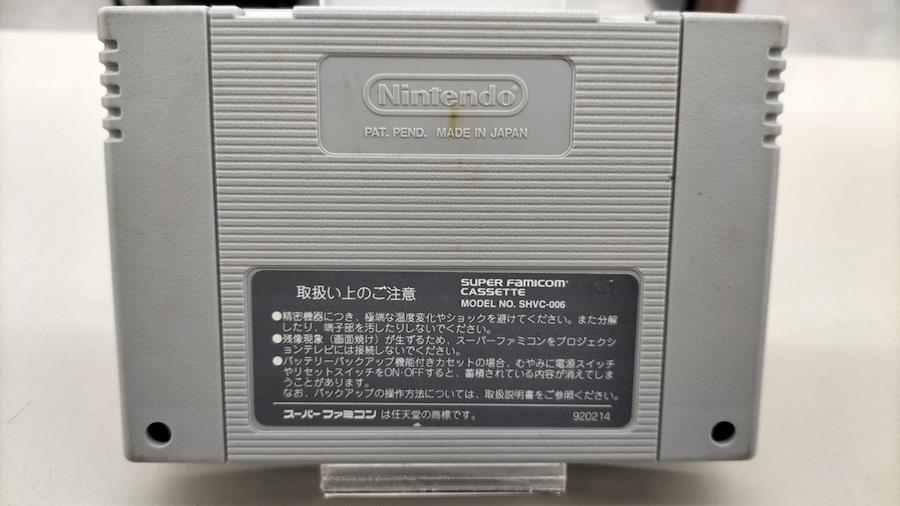 Nintendo
PAT. PEND. MADE IN JAPAN
取扱い上のご注意
SUPER FAMICOM
CASSETTE
MODEL NO. SHVC-006
●精密機器につき、極端な温度変化やショックを避けてください。また分解
したり、端子部を汚したりしないでください。
●残像現象（画面焼け）が生ずるため、スーパーファミコンをプロジェクシ
ョンテレビには接続しないでください。
●バッテリーバックアップ機能付きカセットの場合、むやみに電源スイッチ
やリセットスイッチをON・OFFすると、蓄積されている内容が消えてしま
うことがあります。
なお、バックアップの操作方法については、取扱説明書をご参照ください。
スーパーファミコン は任天堂の商標です。
920214